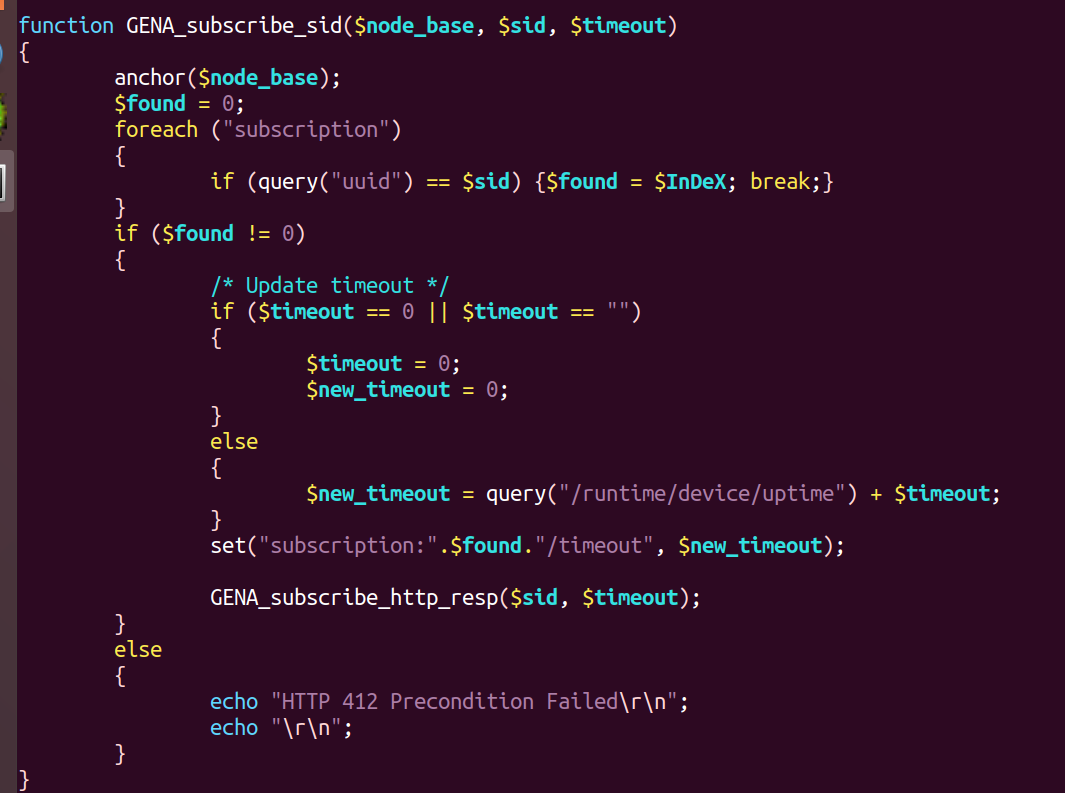 function GENA_subscribe_sid($node_base, $sid, $timeout)
{
        anchor($node_base);
        $found = 0;
        foreach ("subscription")
        {
                if (query("uuid") == $sid) {$found = $InDeX; break;}
        }
        if ($found != 0)
        {
                /* Update timeout */
                if ($timeout == 0 || $timeout == "")
                {
                        $timeout = 0;
                        $new_timeout = 0;
                }
                else
                {
                        $new_timeout = query("/runtime/device/uptime") + $timeout;
                }
                set("subscription:".$found."/timeout", $new_timeout);

                GENA_subscribe_http_resp($sid, $timeout);
        }
        else
        {
                echo "HTTP 412 Precondition Failed\r\n";
                echo "\r\n";
        }
}